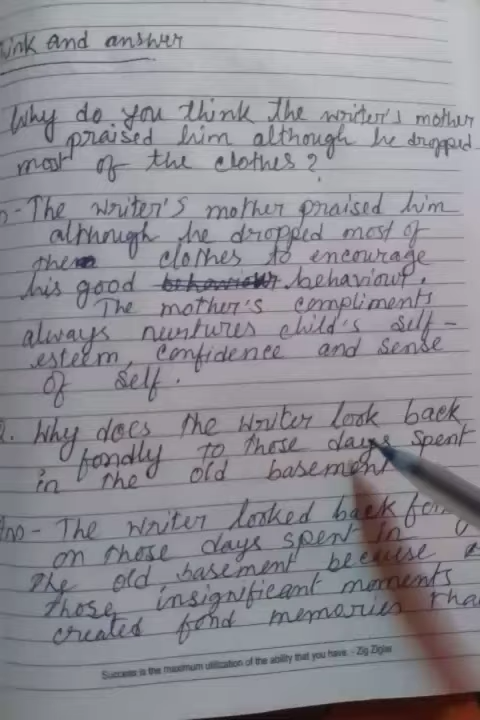 ink and answer
Why do you think the writer's mother
praised him although he dropped
most of the clothes?
- The writer's mother praised him
although he dropped most of
them clothes to encourage
his good behaviour behaviour.
The mother's compliments
always nurtures child's self-
esteem, confidence and sense
of self.
. Why does the writer look back
fondly to those days spent
in the old basement
no - The writer looked back fon
on those days spent in
the old basement because
those insignificant moments
created fond memories tha
Success is the maximum utilization of the ability that you have. - Zig Ziglar